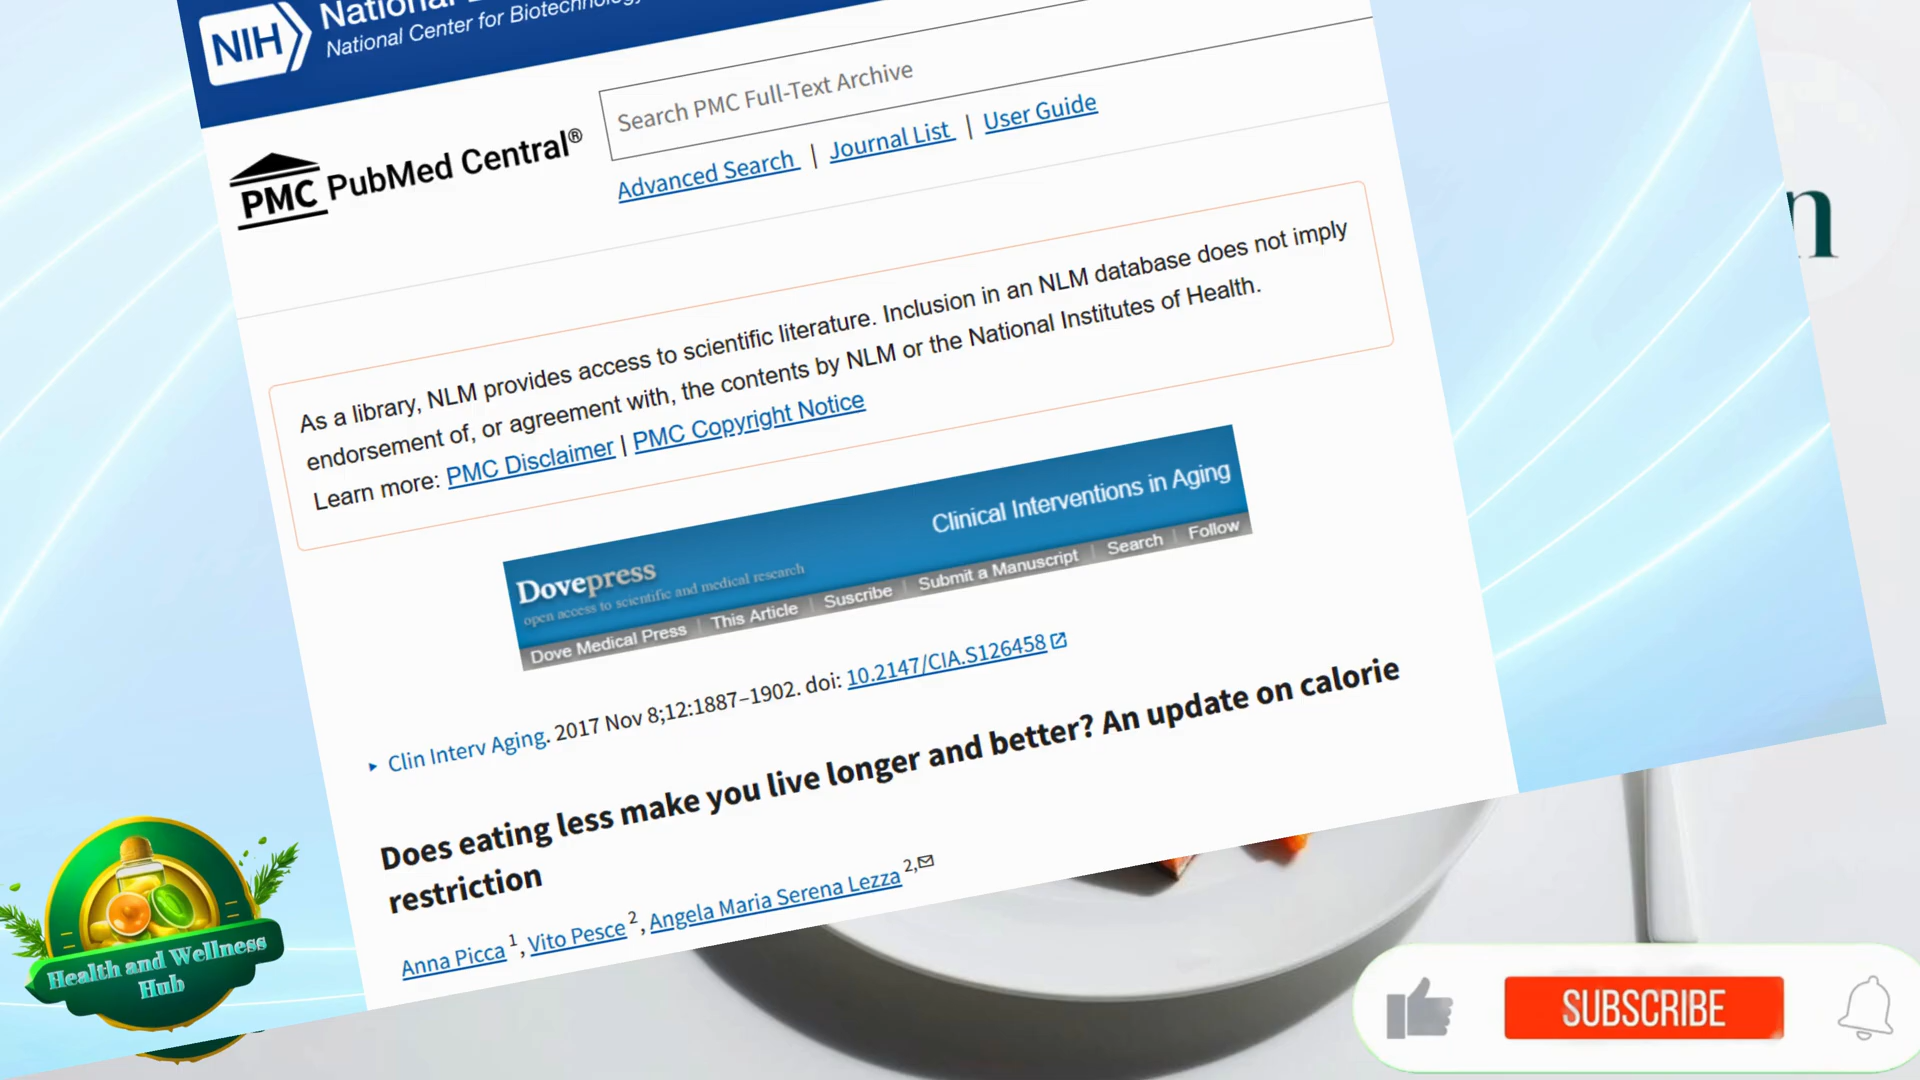 NIH
National
National Center for Biotechnology
PMC PubMed Central®
Search PMC Full-Text Archive
Advanced Search | Journal List | User Guide
As a library, NLM provides access to scientific literature. Inclusion in an NLM database does not imply
endorsement of, or agreement with, the contents by NLM or the National Institutes of Health.
Learn more: PMC Disclaimer | PMC Copyright Notice
Clinical Interventions in Aging
Dovepress
open access to scientific and medical research
Dove Medical Press | This Article | Suscribe | Submit a Manuscript | Search | Follow
▸ Clin Interv Aging. 2017 Nov 8;12:1887–1902. doi: 10.2147/CIA.S126458
Does eating less make you live longer and better? An update on calorie
restriction
Anna Picca 1, Vito Pesce 2, Angela Maria Serena Lezza 2,
Health and Wellness
Hub
SUBSCRIBE